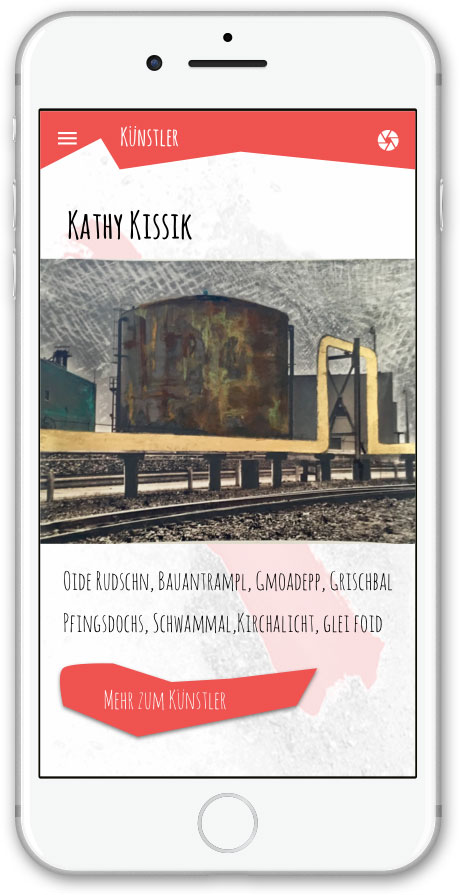 Künstler
Kathy Kissik
Oide Rudschn, Bauantrampl, Gmoadepp, Grischbal
Pfingsdochs, Schwammal,Kirchalicht, glei foid
Mehr zum Künstler